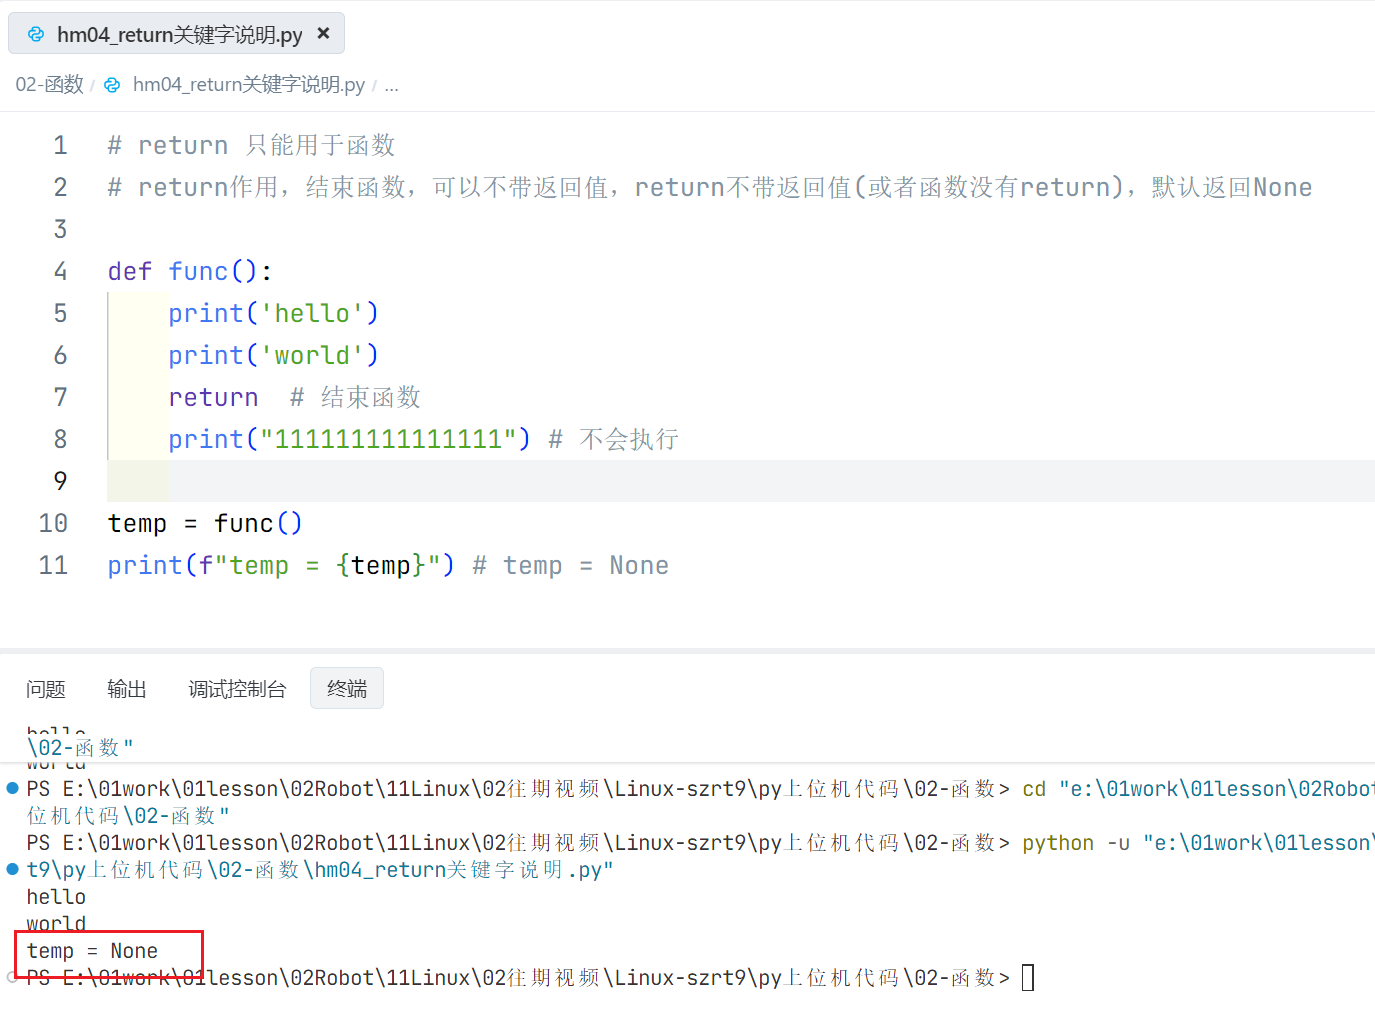 hm04_return关键字说明.py ×
02-函数 / hm04_return关键字说明.py / ...
1 # return 只能用于函数
2 # return作用，结束函数，可以不带返回值，return不带返回值(或者函数没有return)，默认返回None
3
4 def func():
5     print('hello')
6     print('world')
7     return  # 结束函数
8     print("111111111111111") # 不会执行
9
10 temp = func()
11 print(f"temp = {temp}") # temp = None
问题 输出 调试控制台 终端
hello
\02-函数"
world
PS E:\01work\01lesson\02Robot\11Linux\02往期视频\Linux-szrt9\py上位机代码\02-函数> cd "e:\01work\01lesson\02Robot
位机代码\02-函数"
PS E:\01work\01lesson\02Robot\11Linux\02往期视频\Linux-szrt9\py上位机代码\02-函数> python -u "e:\01work\01lesson\
t9\py上位机代码\02-函数\hm04_return关键字说明.py"
hello
world
temp = None
PS E:\01work\01lesson\02Robot\11Linux\02往期视频\Linux-szrt9\py上位机代码\02-函数>